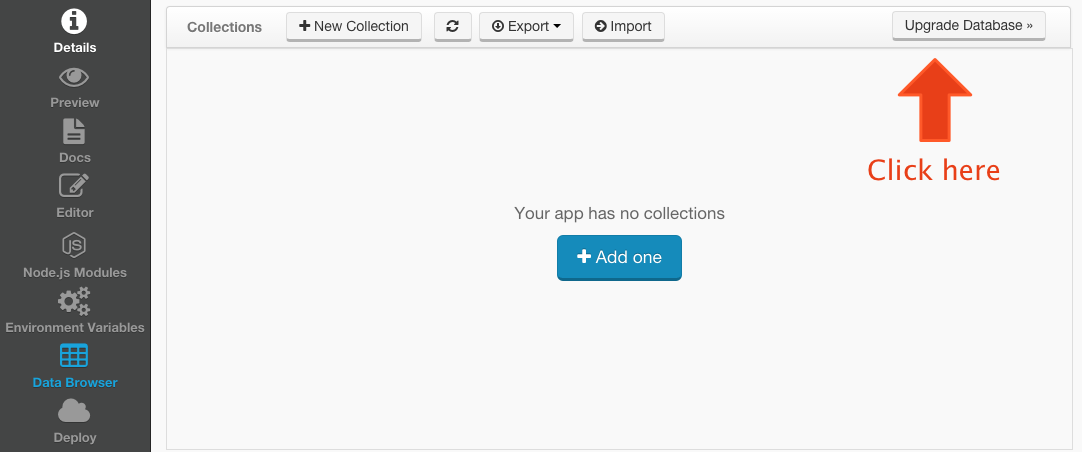 Details
Preview
Docs
Editor
JS
Node.js Modules
Environment Variables
Data Browser
Deploy
Collections
New Collection
Export
Import
Upgrade Database »
Click here
Your app has no collections
Add one